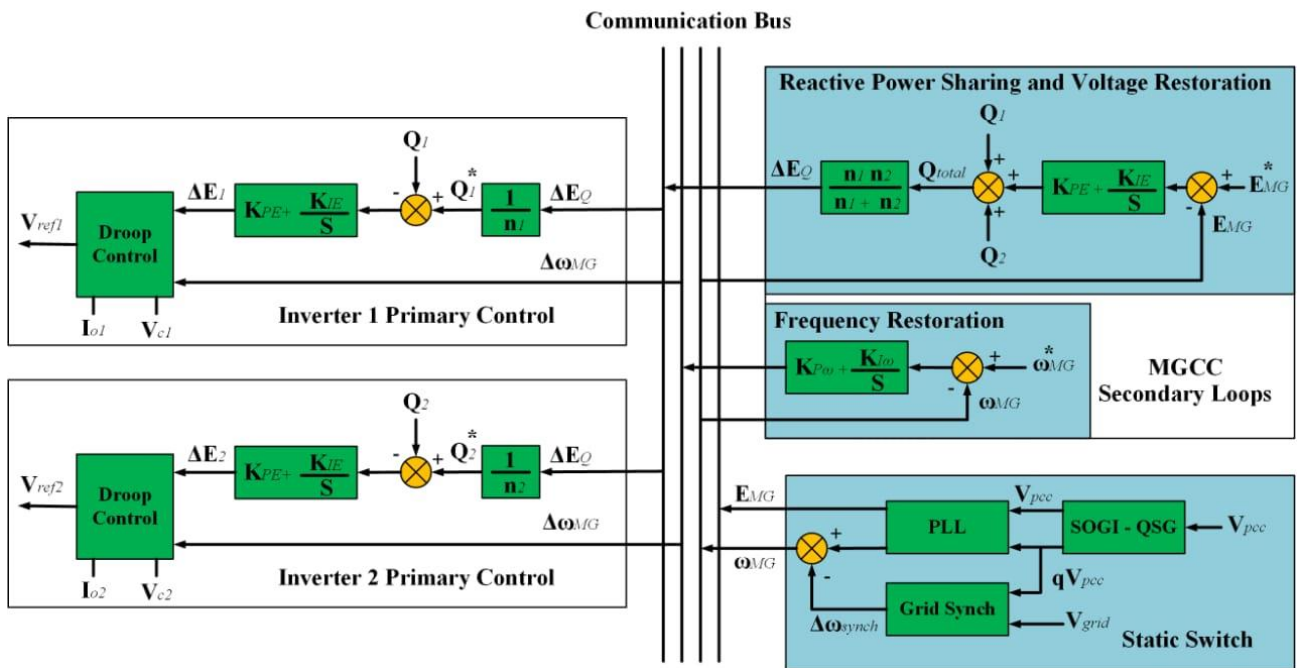 Communication Bus
Reactive Power Sharing and Voltage Restoration
Q1
ΔEQ
n1 n2
n1 + n2
Qtotal
+
+
+
KPE + KIE
S
+
-
E*MG
EMG
Q2
Frequency Restoration
KPω + KIω
S
+
-
ω*MG
ωMG
MGCC
Secondary Loops
Q1
ΔE1
KPE+ KIE
S
-
+
Q1*
1
n1
ΔEQ
Vref1
Droop
Control
ΔωMG
Io1
Vc1
Inverter 1 Primary Control
Q2
ΔE2
KPE+ KIE
S
-
+
Q2*
1
n2
ΔEQ
Vref2
Droop
Control
ΔωMG
Io2
Vc2
Inverter 2 Primary Control
EMG
Vpcc
PLL
SOGI - QSG
Vpcc
+
-
ωMG
qVpcc
Grid Synch
Δωsynch
Vgrid
Static Switch